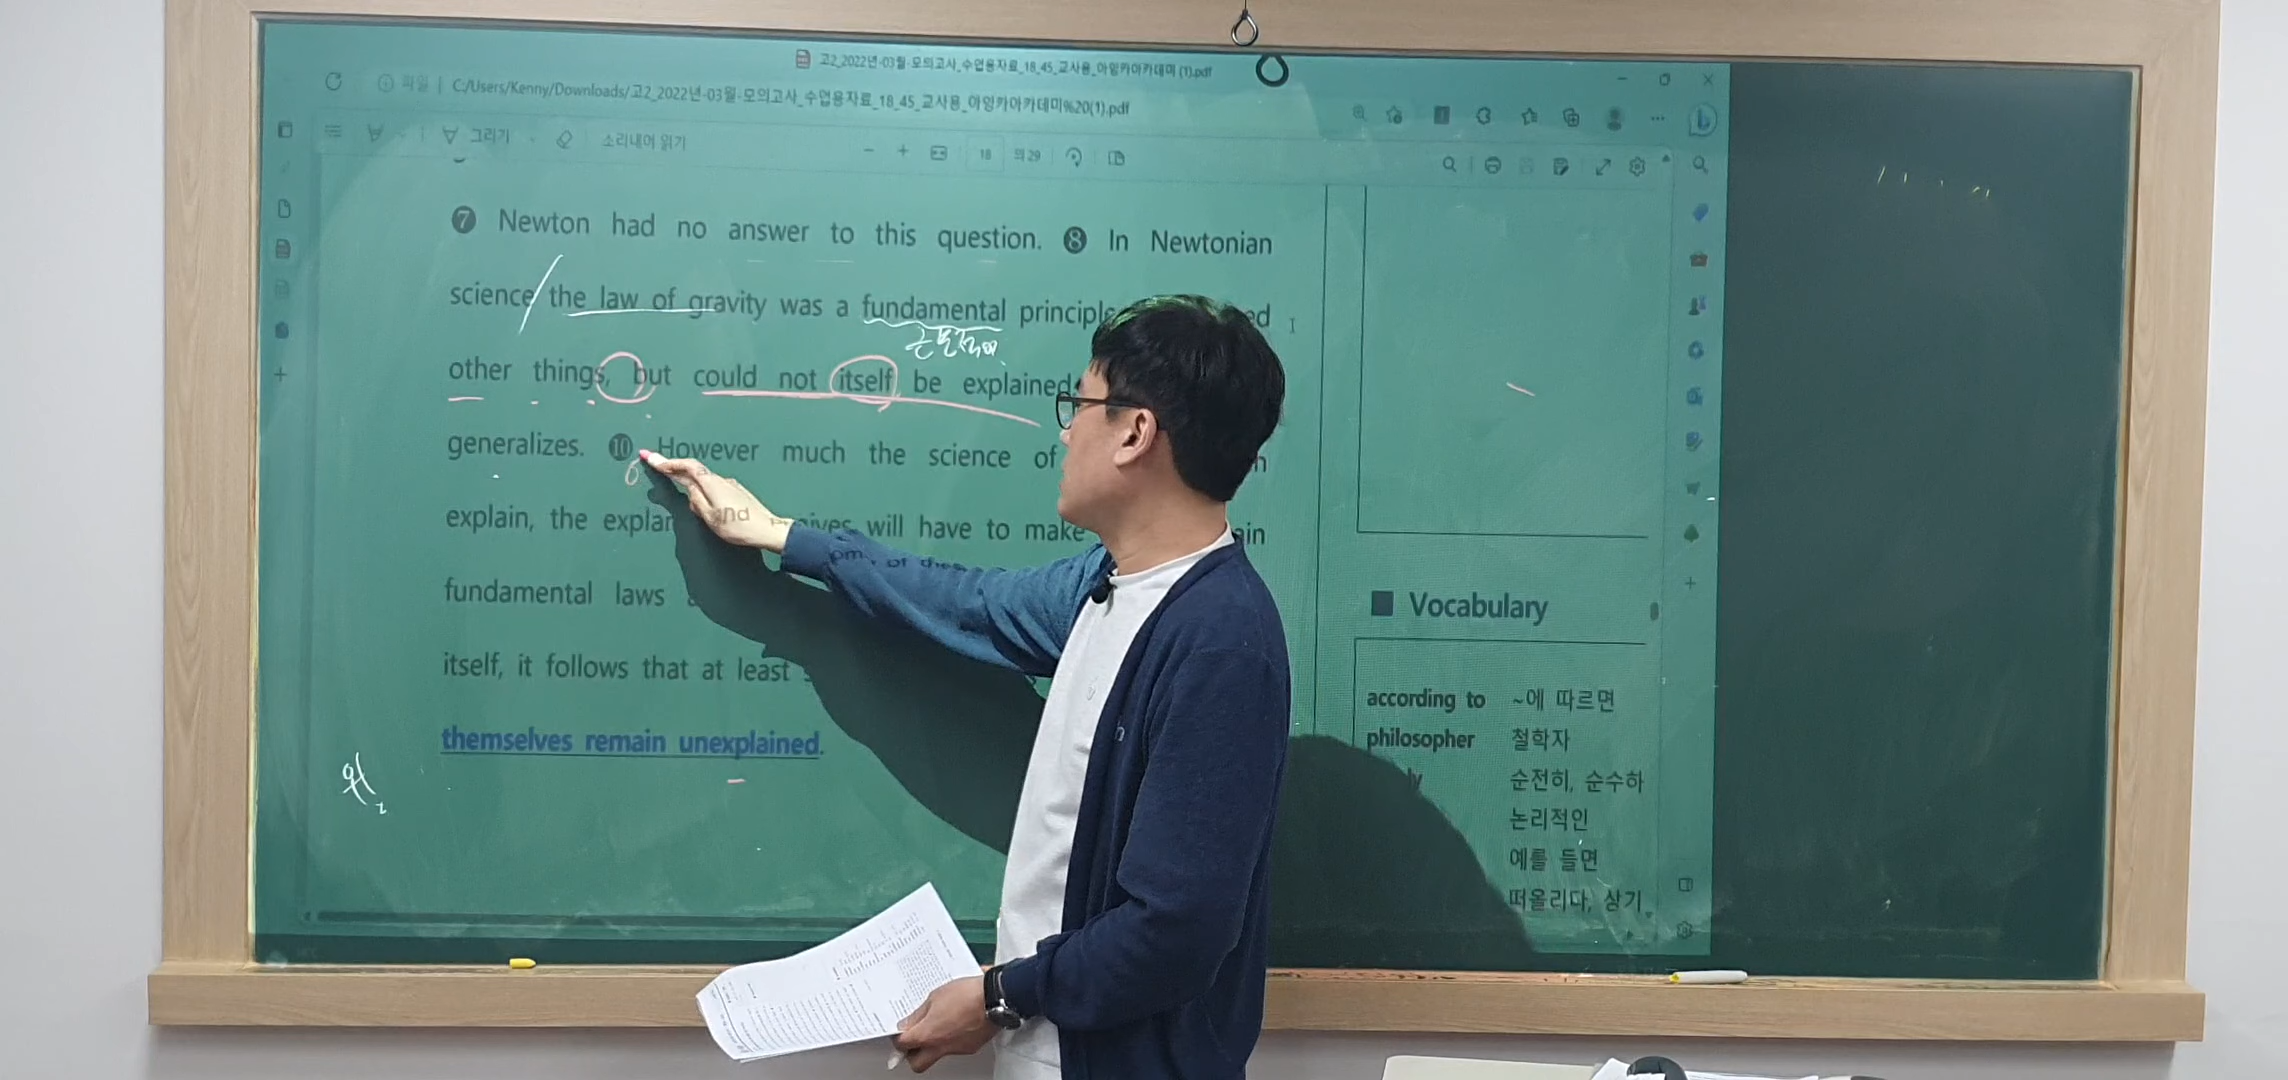 고2_2022년-03월-모의고사_수업용자료_18_45_교사용_아잉카아카데미 (1).pdf
파일 | C:/Users/Kenny/Downloads/고2_2022년-03월-모의고사_수업용자료_18_45_교사용_아잉카아카데미%20(1).pdf
그리기 소리내어 읽기 − + 18 의 29
❼ Newton had no answer to this question. ❽ In Newtonian
science the law of gravity was a fundamental
근본적인
other things, but could not itself be explained
generalizes. ❿ However much the science of
explain, the will have to make
fundamental laws
itself, it follows that at least
themselves remain unexplained.
■ Vocabulary
according to ~에 따르면
philosopher 철학자
순전히, 순수하
논리적인
예를 들면
떠올리다, 상기